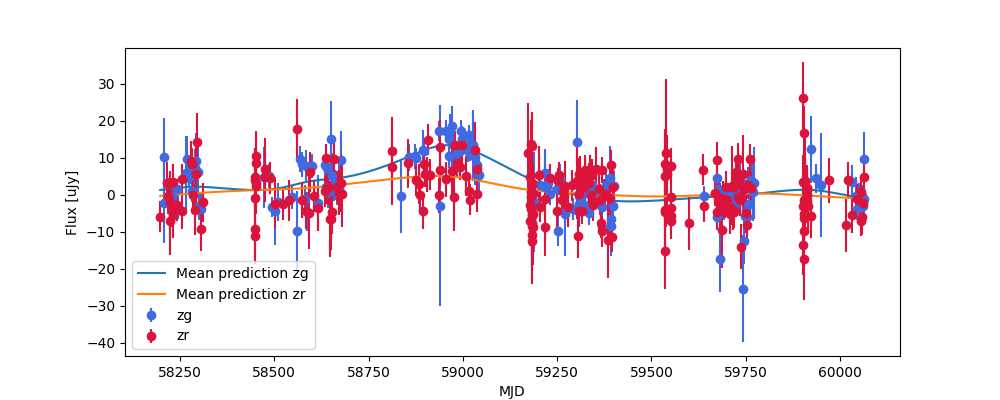 30
20
10
0
−10
−20
−30
−40
Flux [uJy]
Mean prediction zg
Mean prediction zr
zg
zr
58250 58500 58750 59000 59250 59500 59750 60000
MJD